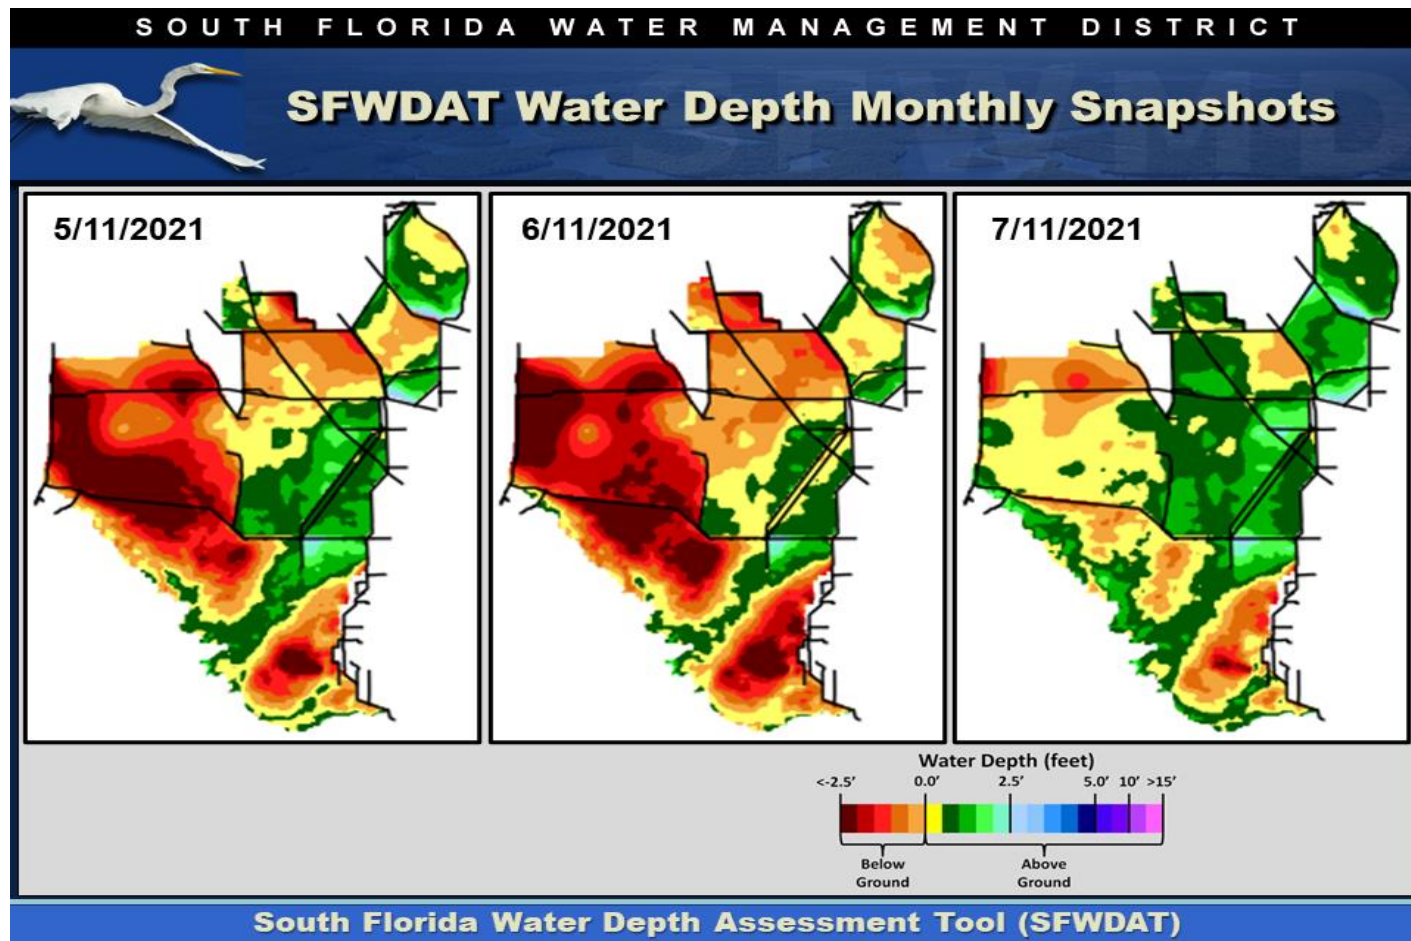 SOUTH FLORIDA WATER MANAGEMENT DISTRICT
SFWMD
SFWDAT Water Depth Monthly Snapshots
5/11/2021
6/11/2021
7/11/2021
Water Depth (feet)
<-2.5' 0.0' 2.5' 5.0' 10' >15'
Below Ground
Above Ground
South Florida Water Depth Assessment Tool (SFWDAT)